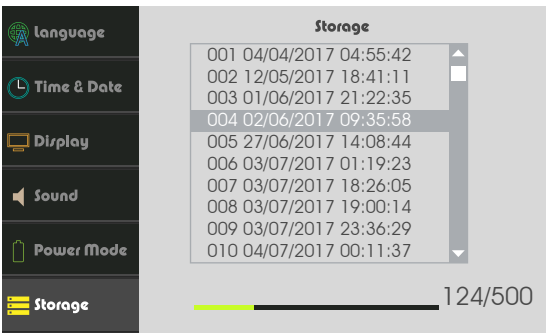 Language
Time & Date
Display
Sound
Power Mode
Storage
Storage
001 04/04/2017 04:55:42
002 12/05/2017 18:41:11
003 01/06/2017 21:22:35
004 02/06/2017 09:35:58
005 27/06/2017 14:08:44
006 03/07/2017 01:19:23
007 03/07/2017 18:26:05
008 03/07/2017 19:00:14
009 03/07/2017 23:36:29
010 04/07/2017 00:11:37
124/500